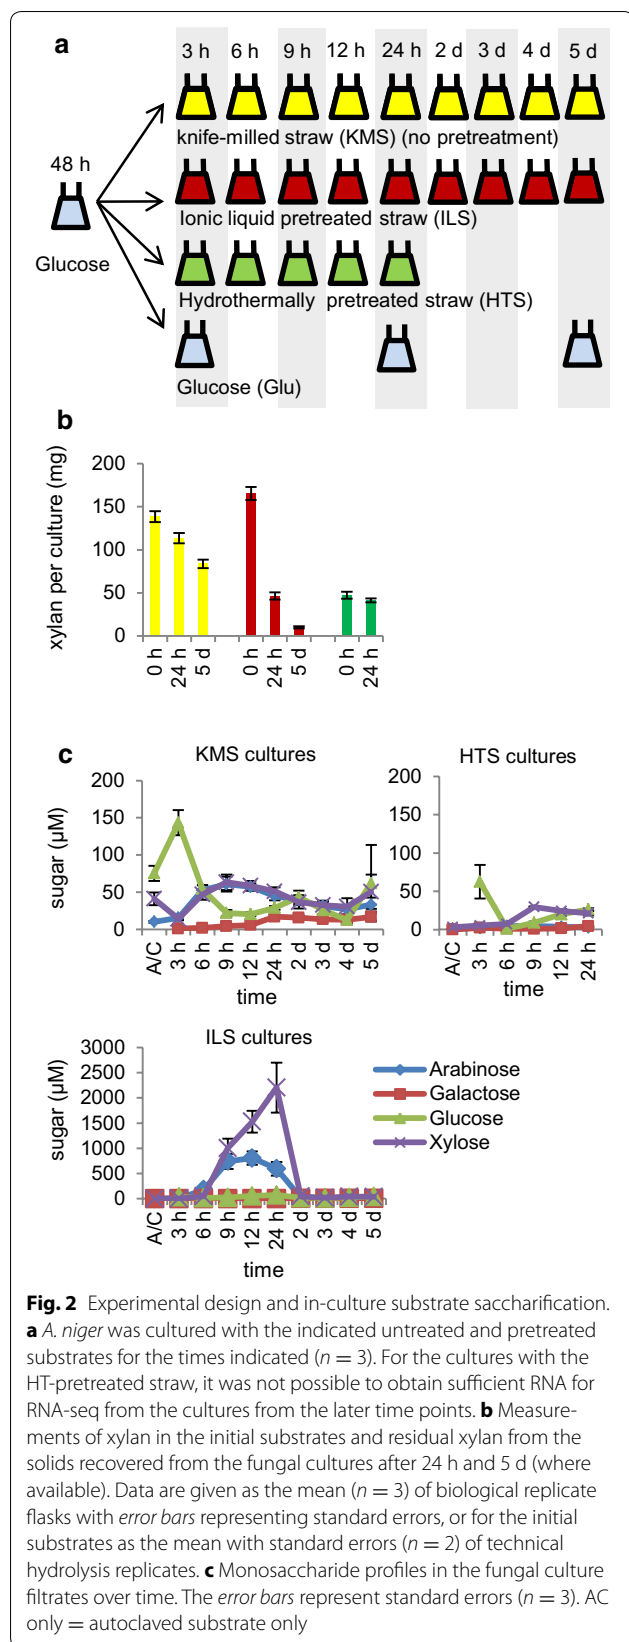 a
3 h 6 h 9 h 12 h 24 h 2 d 3 d 4 d 5 d
knife-milled straw (KMS) (no pretreatment)
48 h
Ionic liquid pretreated straw (ILS)
Glucose
Hydrothermally pretreated straw (HTS)
Glucose (Glu)
b
xylan per culture (mg)
200
150
100
50
0
0 h 24 h 5 d 0 h 24 h 5 d 0 h 24 h
c
KMS cultures
sugar (µM)
200
150
100
50
0
A/C 3 h 6 h 9 h 12 h 24 h 2 d 3 d 4 d 5 d
time
HTS cultures
200
150
100
50
0
A/C 3 h 6 h 9 h 12 h 24 h
time
ILS cultures
sugar (µM)
3000
2500
2000
1500
1000
500
0
A/C 3 h 6 h 9 h 12 h 24 h 2 d 3 d 4 d 5 d
time
Arabinose
Galactose
Glucose
Xylose
Fig. 2 Experimental design and in-culture substrate saccharification.
a A. niger was cultured with the indicated untreated and pretreated
substrates for the times indicated (n = 3). For the cultures with the
HT-pretreated straw, it was not possible to obtain sufficient RNA for
RNA-seq from the cultures from the later time points. b Measure-
ments of xylan in the initial substrates and residual xylan from the
solids recovered from the fungal cultures after 24 h and 5 d (where
available). Data are given as the mean (n = 3) of biological replicate
flasks with error bars representing standard errors, or for the initial
substrates as the mean with standard errors (n = 2) of technical
hydrolysis replicates. c Monosaccharide profiles in the fungal culture
filtrates over time. The error bars represent standard errors (n = 3). AC
only = autoclaved substrate only